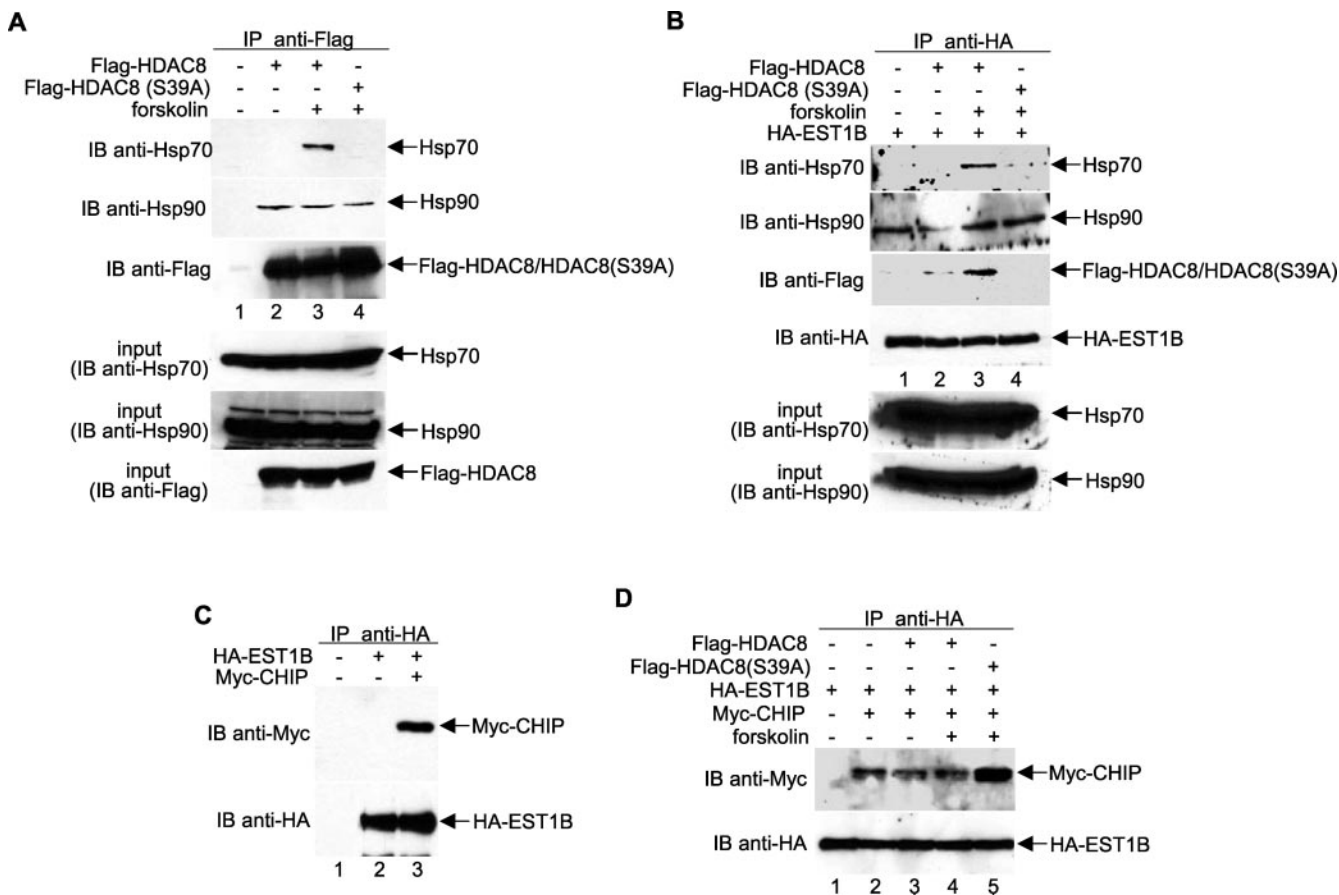 A
IP anti-Flag
Flag-HDAC8 - + + -
Flag-HDAC8 (S39A) - - - +
forskolin - - + +
IB anti-Hsp70 Hsp70
IB anti-Hsp90 Hsp90
IB anti-Flag Flag-HDAC8/HDAC8(S39A)
1 2 3 4
input
(IB anti-Hsp70) Hsp70
input
(IB anti-Hsp90) Hsp90
input
(IB anti-Flag) Flag-HDAC8
B
IP anti-HA
Flag-HDAC8 - + + -
Flag-HDAC8 (S39A) - - - +
forskolin - - + +
HA-EST1B + + + +
IB anti-Hsp70 Hsp70
IB anti-Hsp90 Hsp90
IB anti-Flag Flag-HDAC8/HDAC8(S39A)
IB anti-HA HA-EST1B
1 2 3 4
input
(IB anti-Hsp70) Hsp70
input
(IB anti-Hsp90) Hsp90
C
IP anti-HA
HA-EST1B - + +
Myc-CHIP - - +
IB anti-Myc Myc-CHIP
IB anti-HA HA-EST1B
1 2 3
D
IP anti-HA
Flag-HDAC8 - - + + -
Flag-HDAC8(S39A) - - - - +
HA-EST1B + + + + +
Myc-CHIP - + + + +
forskolin - - - + +
IB anti-Myc Myc-CHIP
IB anti-HA HA-EST1B
1 2 3 4 5